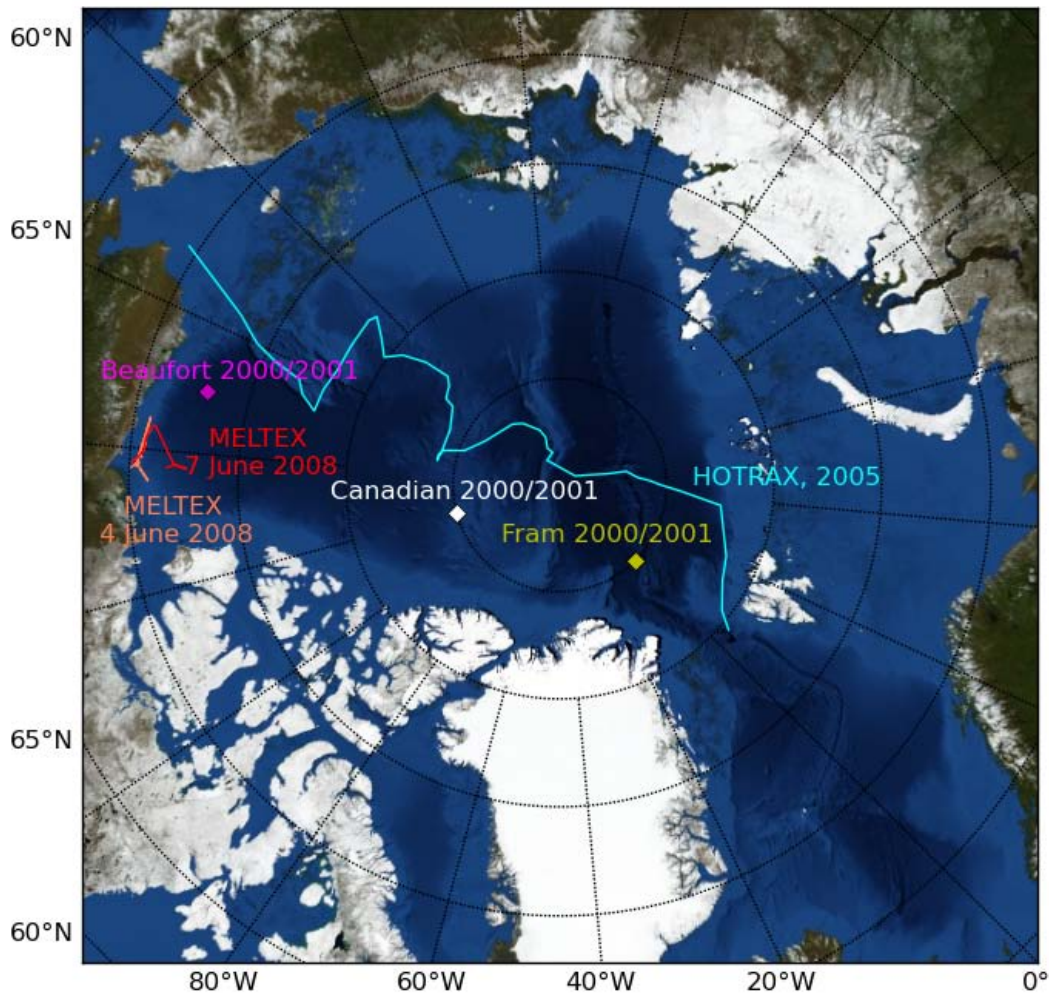 60°N
65°N
Beaufort 2000/2001
MELTEX
7 June 2008
HOTRAX, 2005
Canadian 2000/2001
MELTEX
4 June 2008
Fram 2000/2001
65°N
60°N
80°W
60°W
40°W
20°W
0°